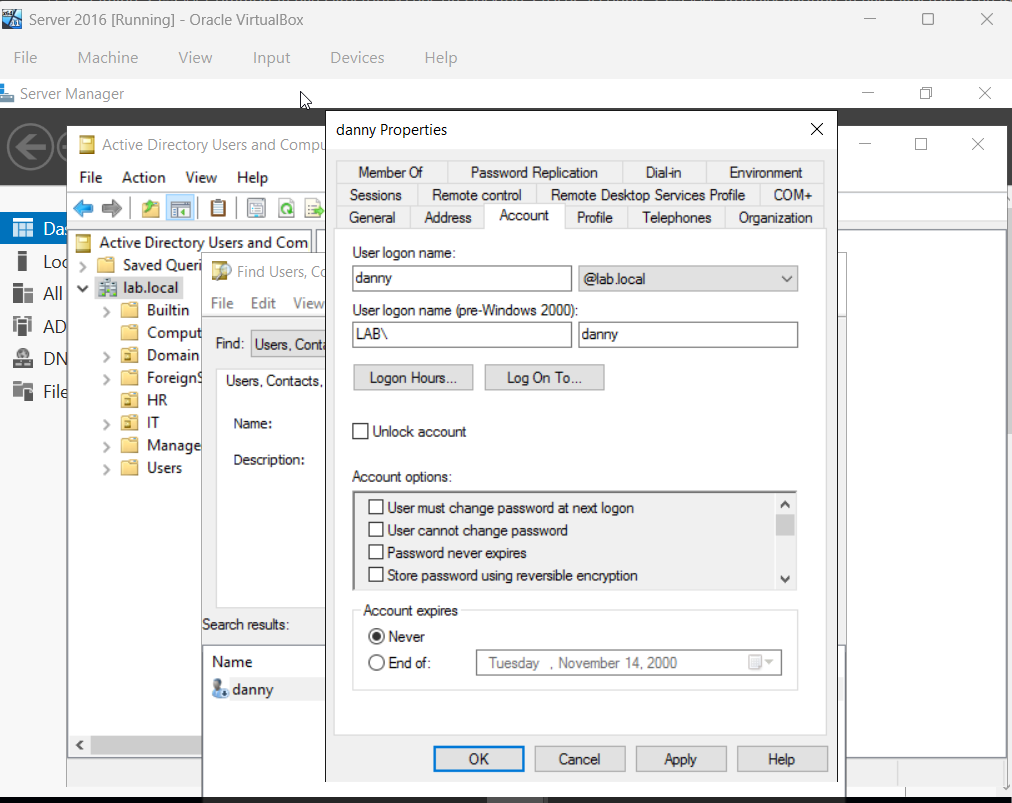 Server 2016 [Running] - Oracle VirtualBox
File Machine View Input Devices Help
Server Manager
Active Directory Users and Compu
File Action View Help
Das
Loc
All
AD
DN
File
Active Directory Users and Com
Saved Queri
lab.local
Builtin
Comput
Domain
ForeignS
HR
IT
Manage
Users
Find Users, Co
File Edit View
Find: Users, Conta
Users, Contacts,
Name:
Description:
Search results:
Name
danny
danny Properties
Member Of Password Replication Dial-in Environment
Sessions Remote control Remote Desktop Services Profile COM+
General Address Account Profile Telephones Organization
User logon name:
danny @lab.local
User logon name (pre-Windows 2000):
LAB\ danny
Logon Hours... Log On To...
Unlock account
Account options:
User must change password at next logon
User cannot change password
Password never expires
Store password using reversible encryption
Account expires
Never
End of: Tuesday , November 14, 2000
OK Cancel Apply Help